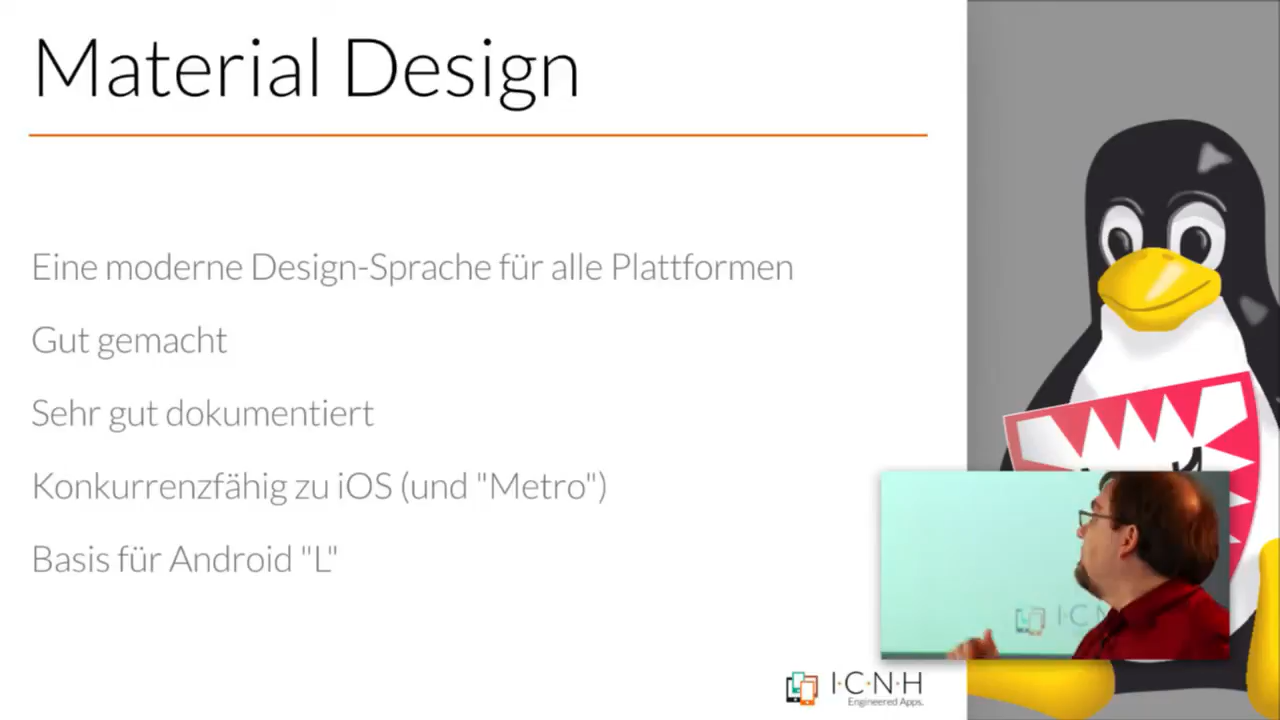 Material Design
Eine moderne Design-Sprache für alle Plattformen
Gut gemacht
Sehr gut dokumentiert
Konkurrenzfähig zu iOS (und "Metro")
Basis für Android "L"
I·C·N·H
Engineered Apps.
I C N